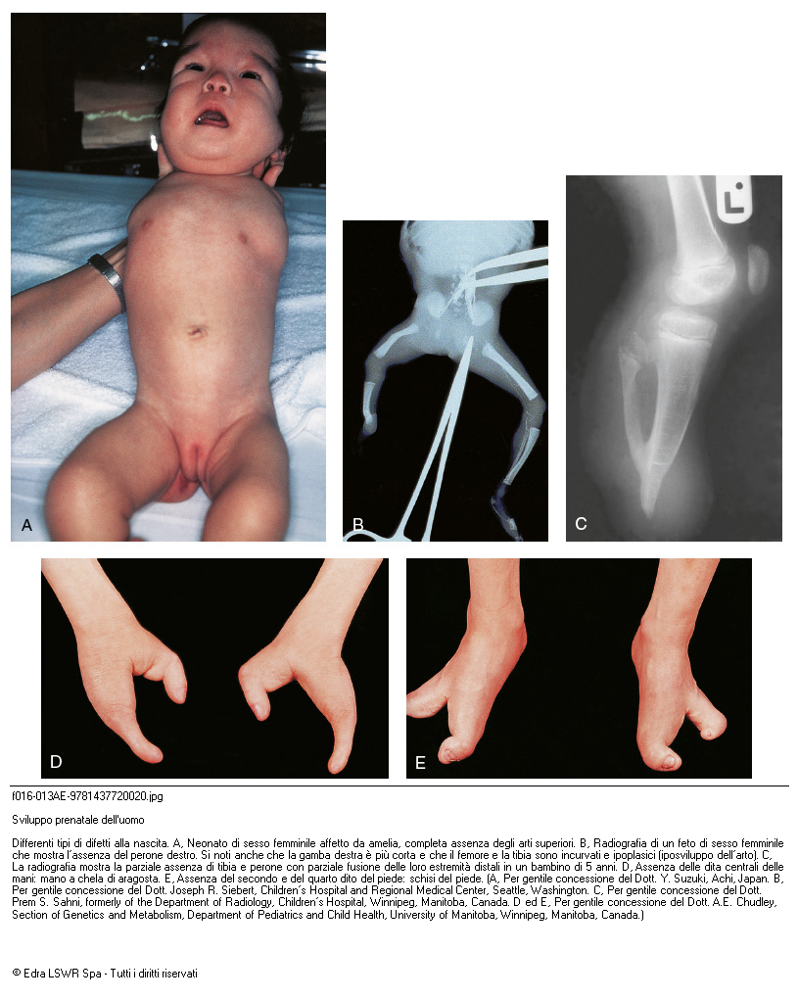 A
B
L
C
D
E
f016-013AE-9781437720020.jpg
Sviluppo prenatale dell'uomo
Differenti tipi di difetti alla nascita. A, Neonato di sesso femminile affetto da amelia, completa assenza degli arti superiori. B, Radiografia di un feto di sesso femminile
che mostra l'assenza del perone destro. Si noti anche che la gamba destra è più corta e che il femore e la tibia sono incurvati e ipoplasici (iposviluppo dell'arto). C,
La radiografia mostra la parziale assenza di tibia e perone con parziale fusione delle loro estremità distali in un bambino di 5 anni. D, Assenza delle dita centrali delle
mani: mano a chela di aragosta. E, Assenza del secondo e del quarto dito del piede: schisi del piede. (A, Per gentile concessione del Dott. Y. Suzuki, Achi, Japan. B,
Per gentile concessione del Dott. Joseph R. Siebert, Children's Hospital and Regional Medical Center, Seattle, Washington. C, Per gentile concessione del Dott.
Prem S. Sahni, formerly of the Department of Radiology, Children's Hospital, Winnipeg, Manitoba, Canada. D ed E, Per gentile concessione del Dott. A.E. Chudley,
Section of Genetics and Metabolism, Department of Pediatrics and Child Health, University of Manitoba, Winnipeg, Manitoba, Canada.)
© Edra LSWR Spa - Tutti i diritti riservati